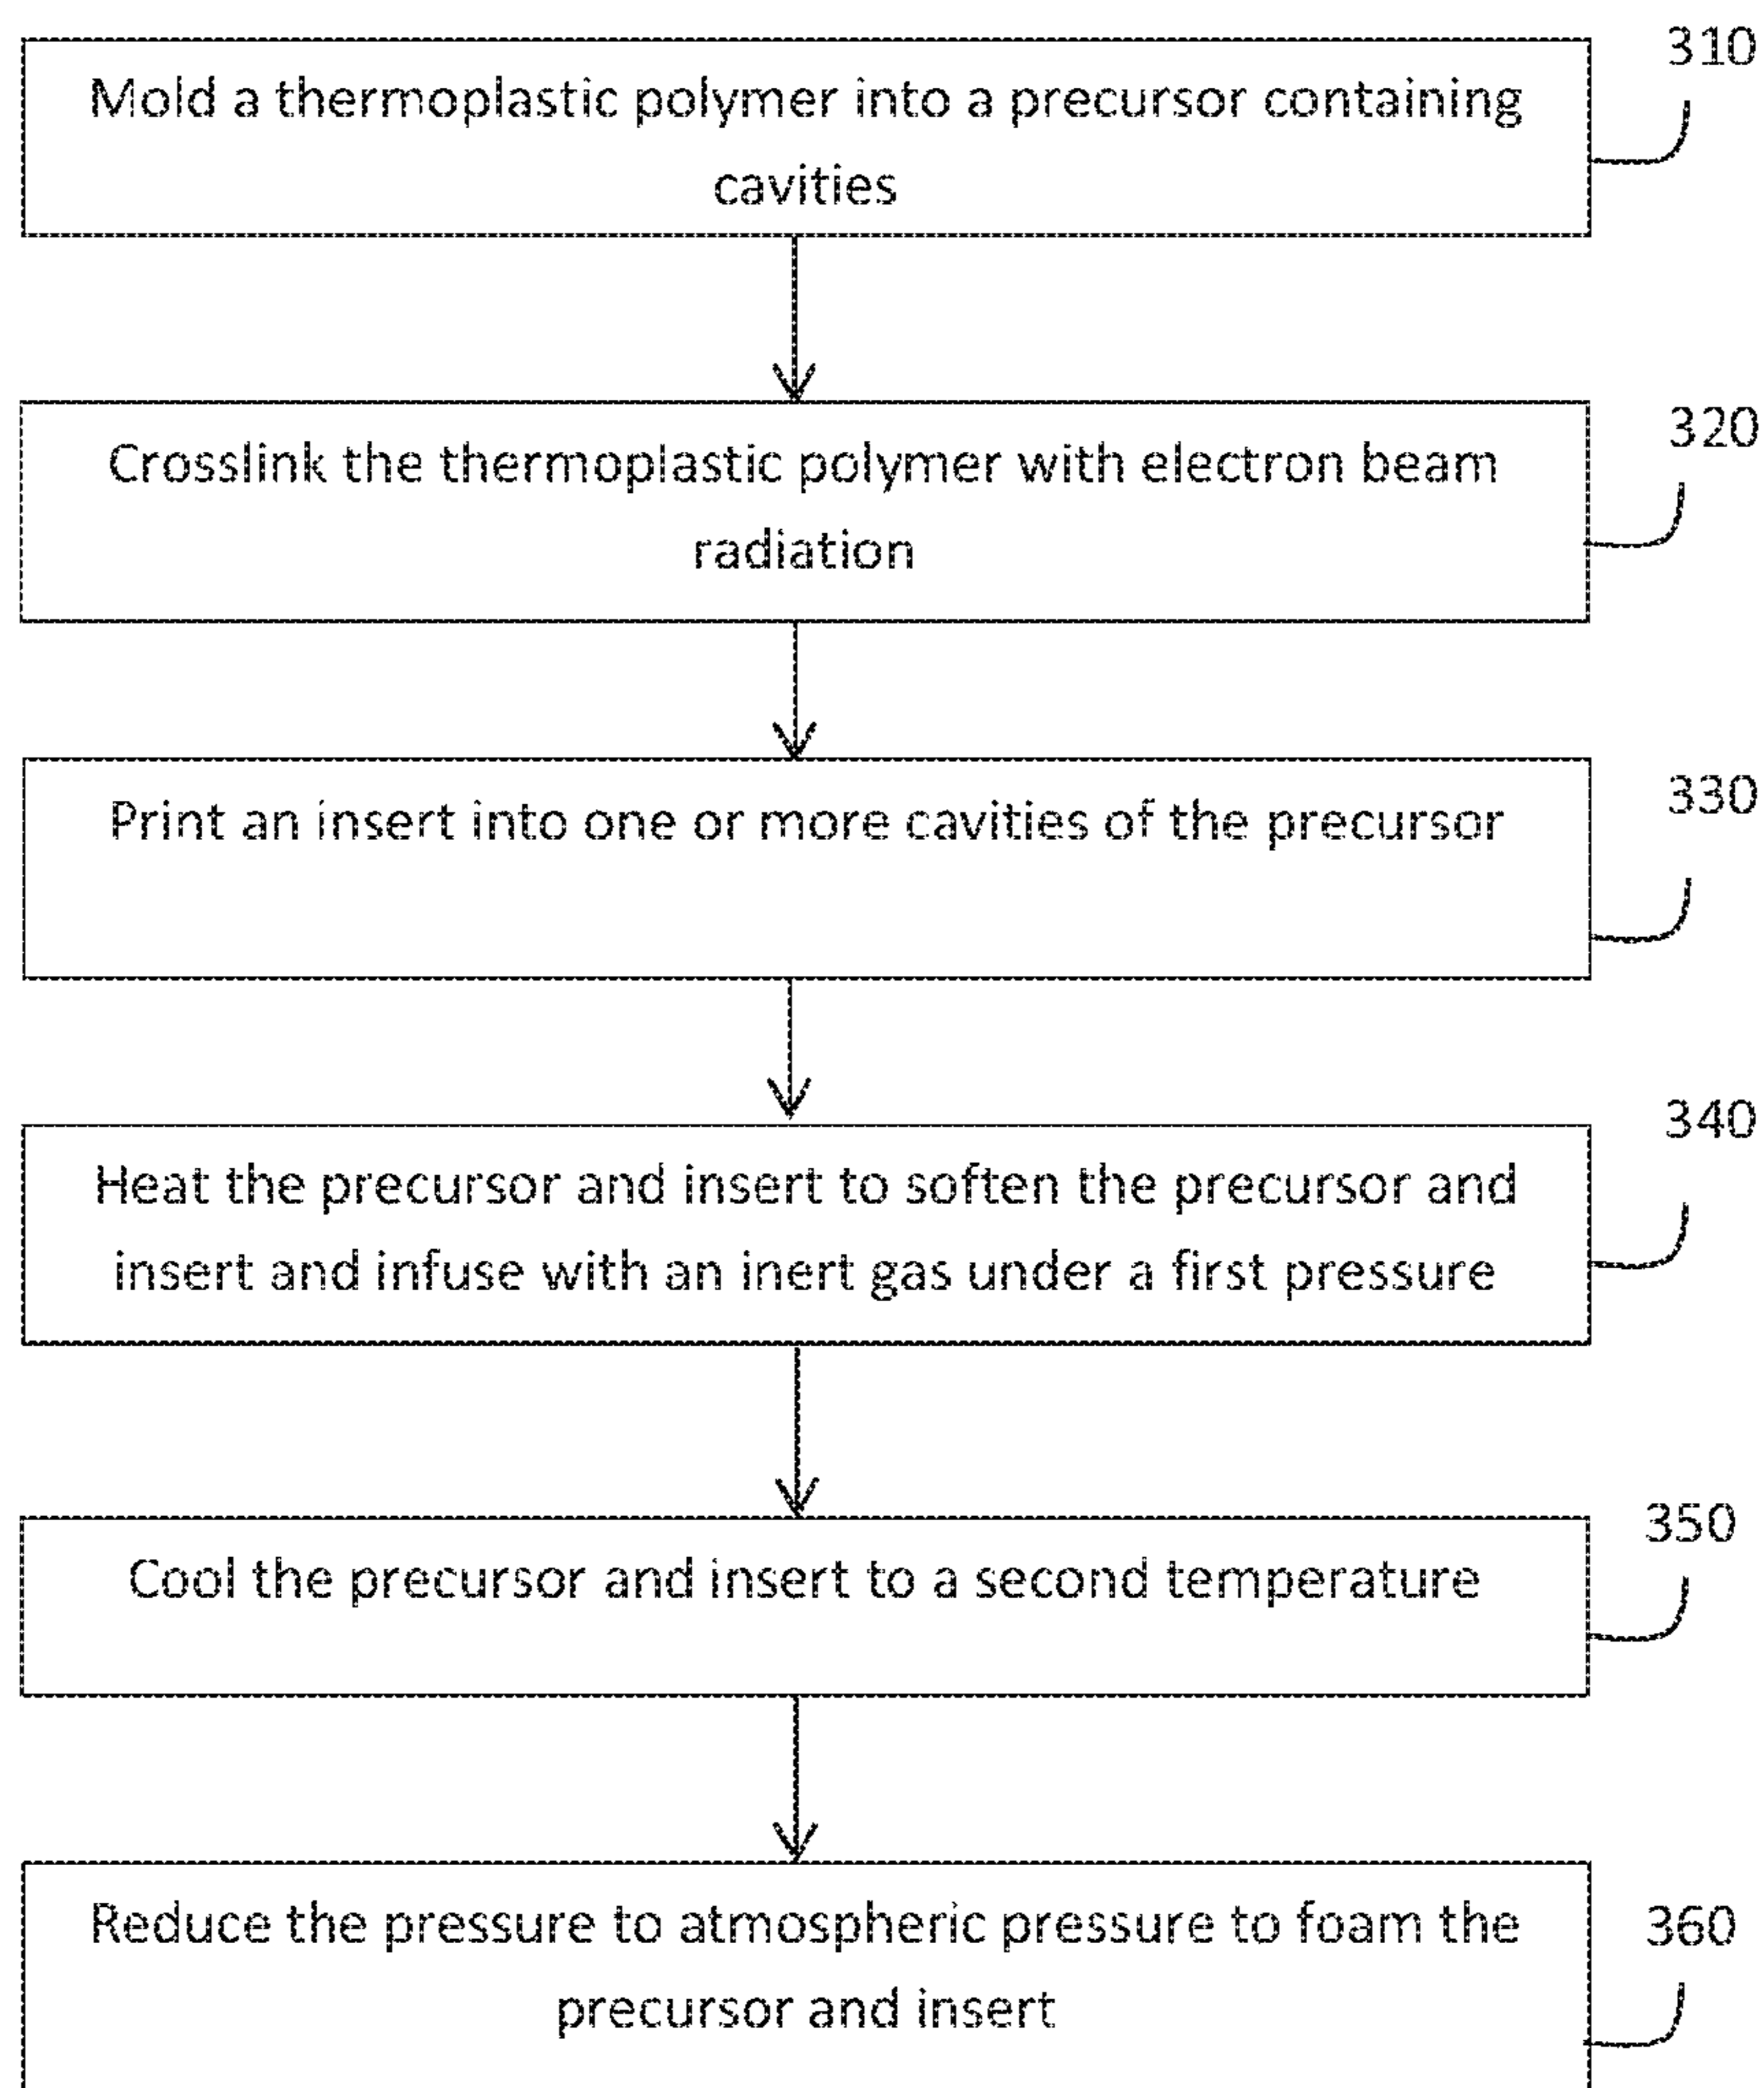 310
Mold a thermoplastic polymer into a precursor containing
cavities
320
Crosslink the thermoplastic polymer with electron beam
radiation
330
Print an insert into one or more cavities of the precursor
340
Heat the precursor and insert to soften the precursor and
insert and infuse with an inert gas under a first pressure
350
Cool the precursor and insert to a second temperature
360
Reduce the pressure to atmospheric pressure to foam the
precursor and insert